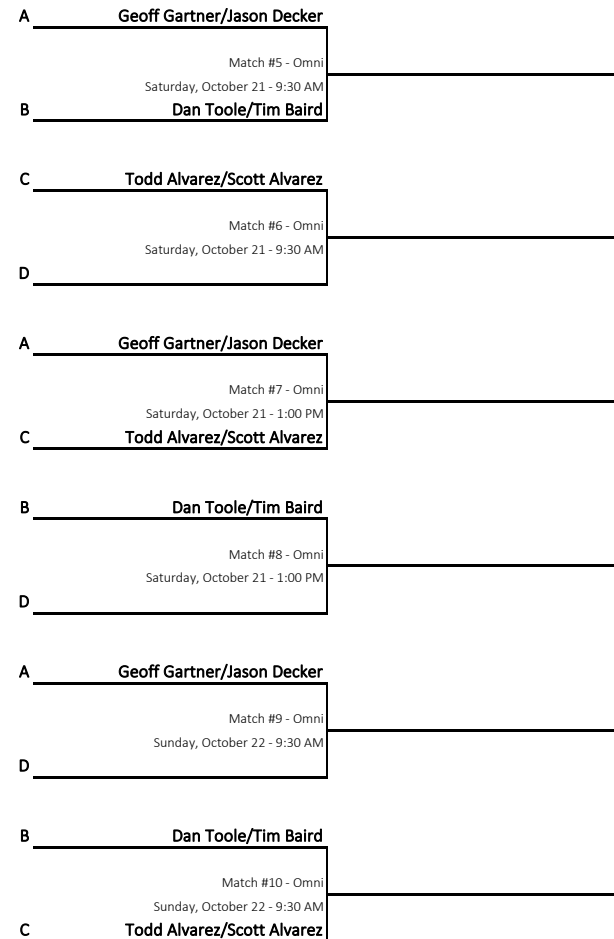 A Geoff Gartner/Jason Decker
Match #5 - Omni
Saturday, October 21 - 9:30 AM
B Dan Toole/Tim Baird
C Todd Alvarez/Scott Alvarez
Match #6 - Omni
Saturday, October 21 - 9:30 AM
D
A Geoff Gartner/Jason Decker
Match #7 - Omni
Saturday, October 21 - 1:00 PM
C Todd Alvarez/Scott Alvarez
B Dan Toole/Tim Baird
Match #8 - Omni
Saturday, October 21 - 1:00 PM
D
A Geoff Gartner/Jason Decker
Match #9 - Omni
Sunday, October 22 - 9:30 AM
D
B Dan Toole/Tim Baird
Match #10 - Omni
Sunday, October 22 - 9:30 AM
C Todd Alvarez/Scott Alvarez